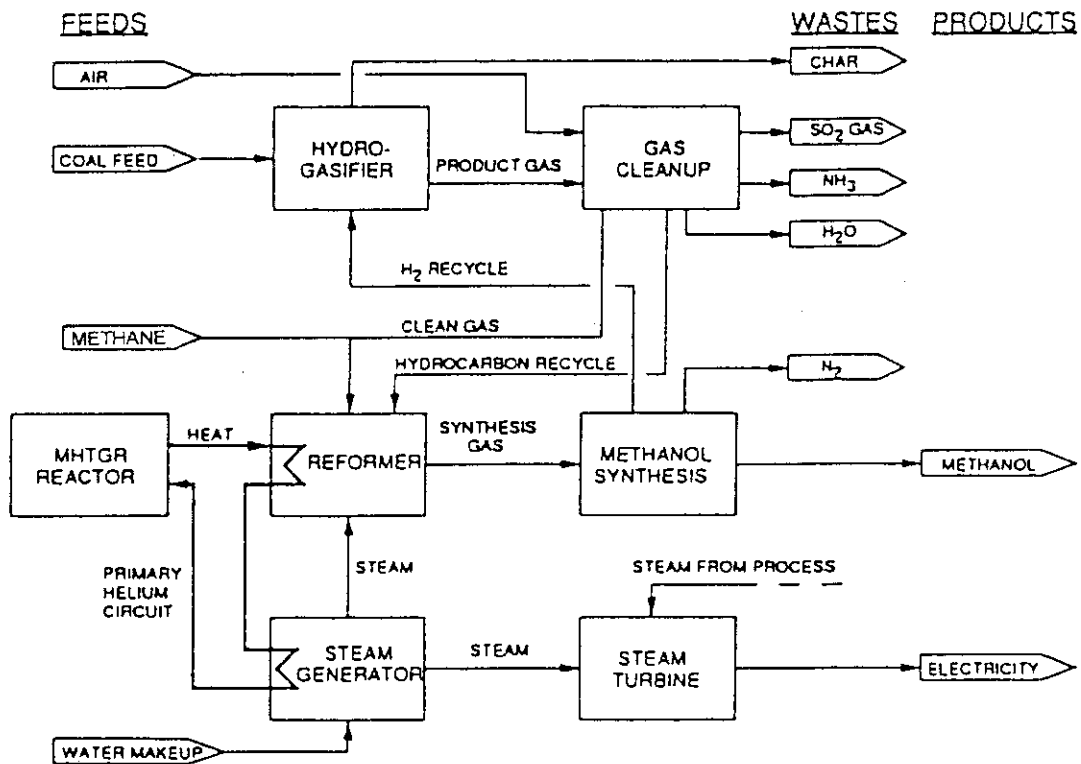 FEEDS
WASTES
PRODUCTS
AIR
CHAR
COAL FEED
HYDRO-
GASIFIER
PRODUCT GAS
GAS
CLEANUP
SO2 GAS
NH3
H2O
H2 RECYCLE
METHANE
CLEAN GAS
HYDROCARBON RECYCLE
N2
MHTGR
REACTOR
HEAT
REFORMER
SYNTHESIS
GAS
METHANOL
SYNTHESIS
METHANOL
PRIMARY
HELIUM
CIRCUIT
STEAM
STEAM FROM PROCESS
STEAM
GENERATOR
STEAM
STEAM
TURBINE
ELECTRICITY
WATER MAKEUP